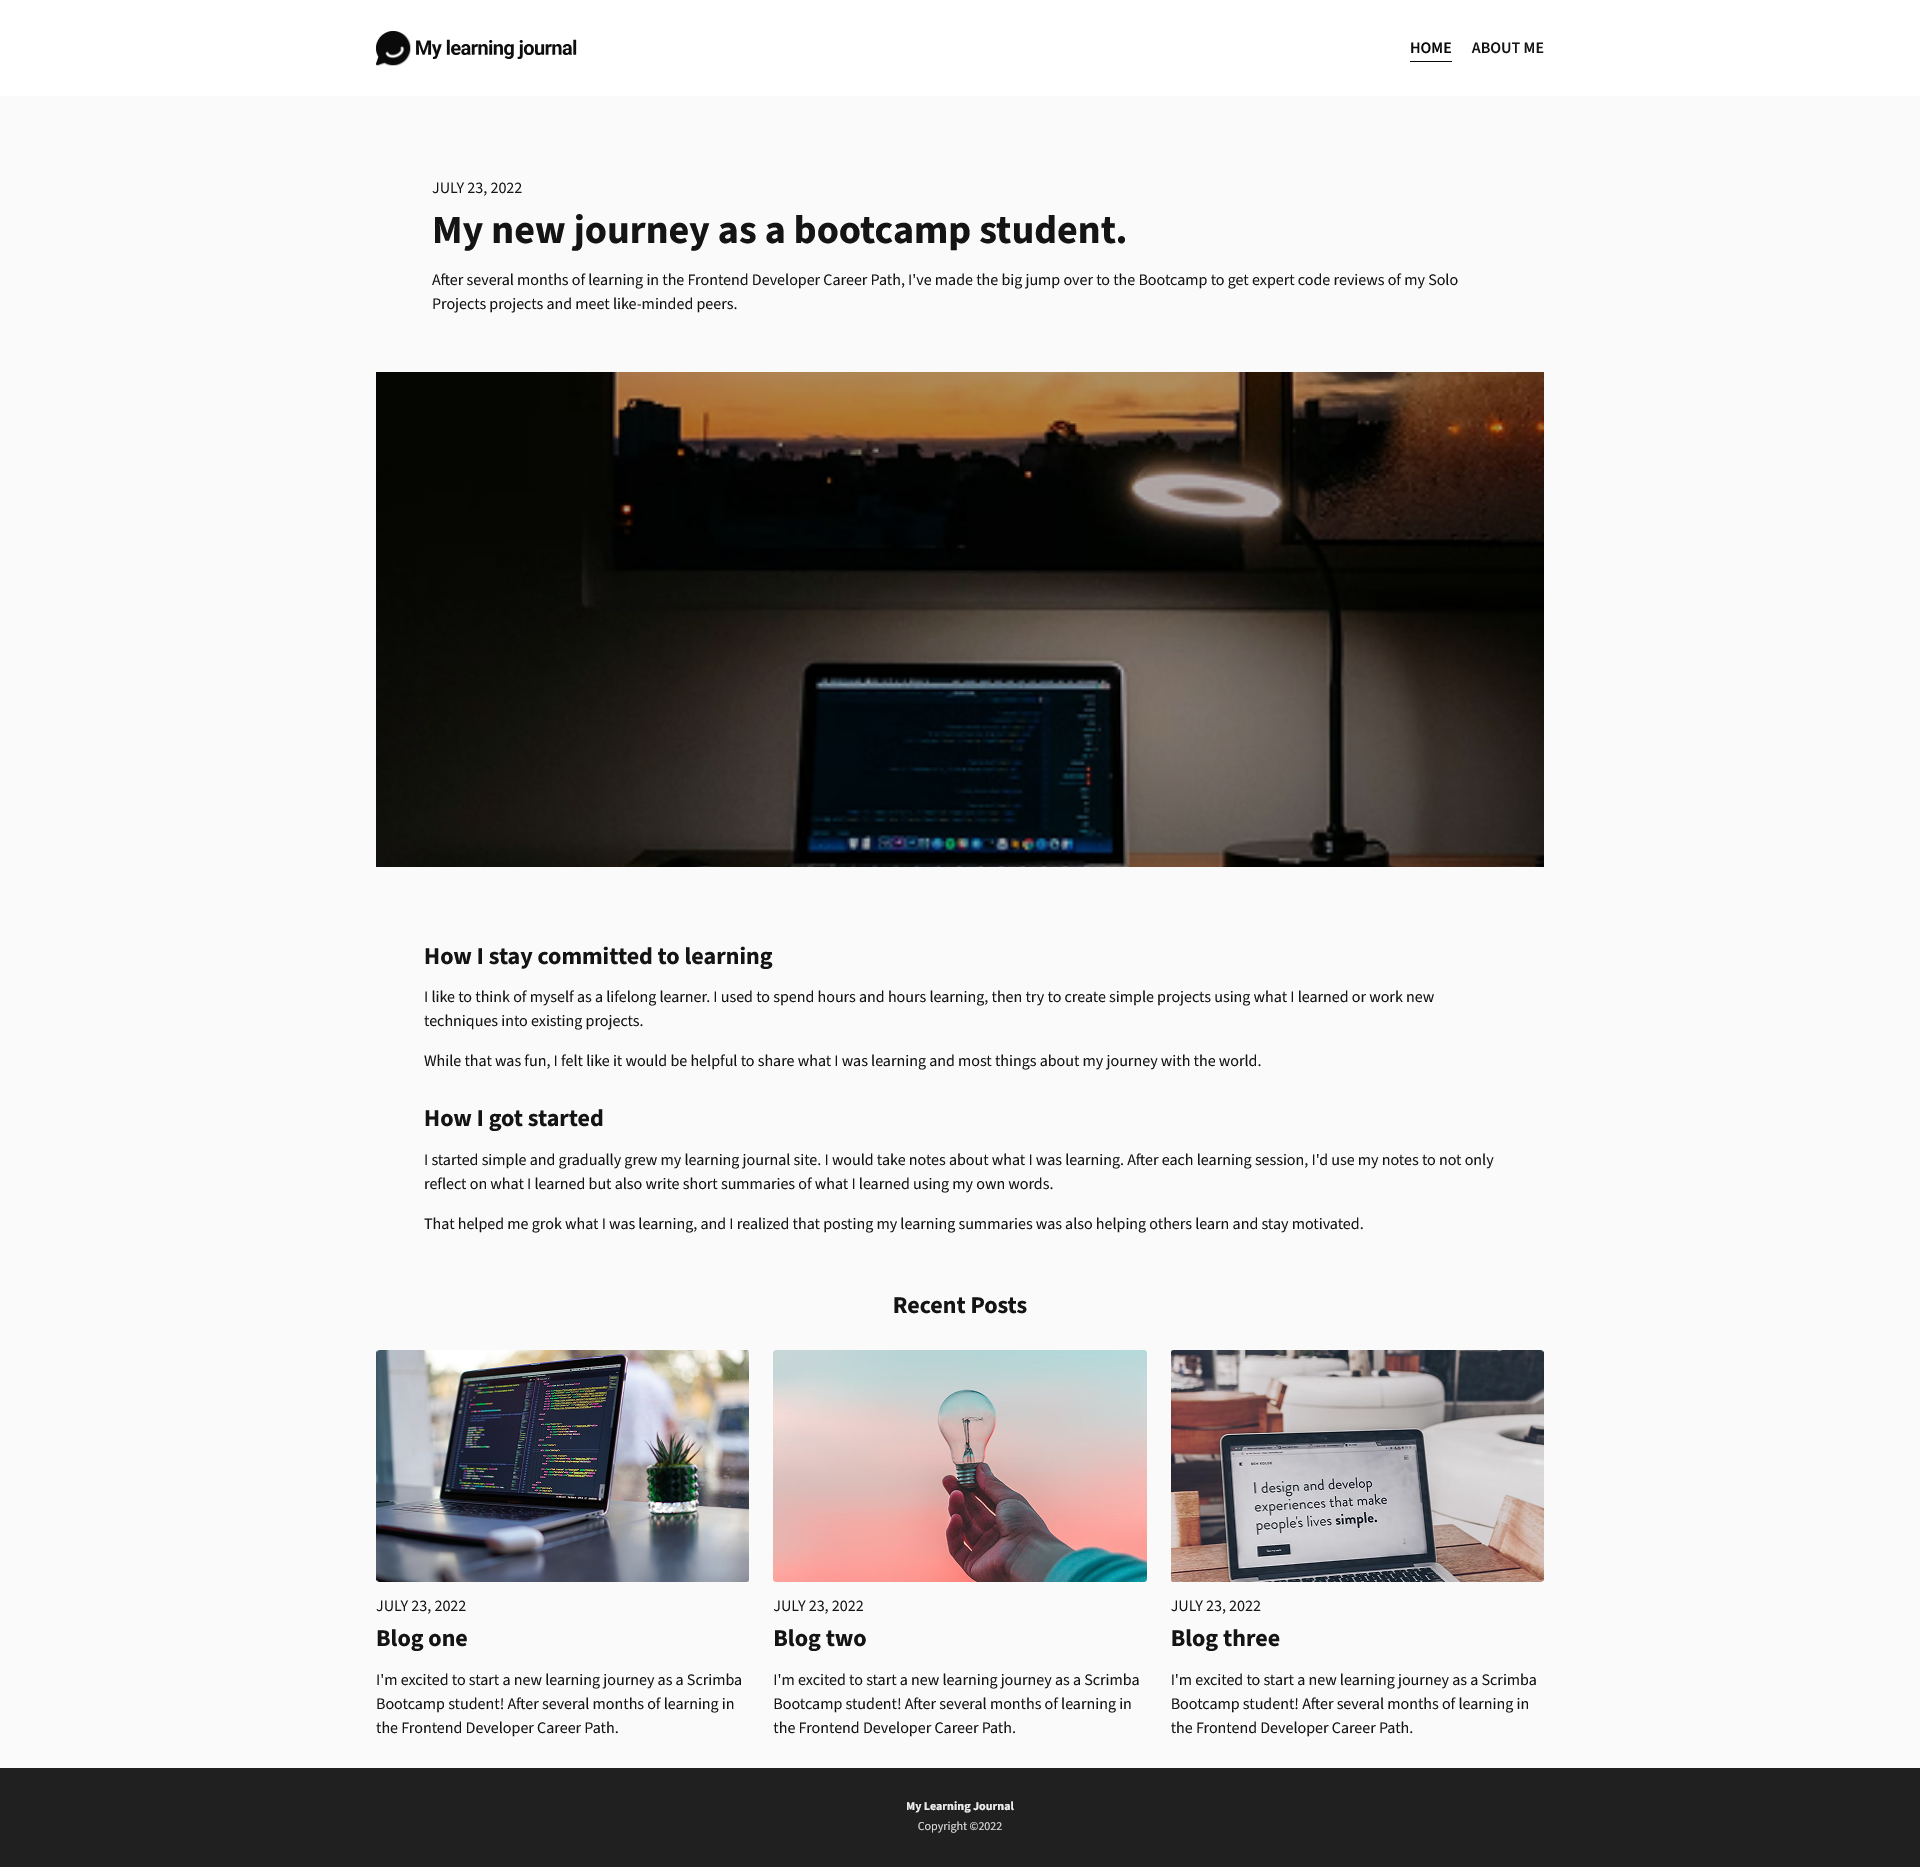 My learning journal
HOME ABOUT ME
JULY 23, 2022
My new journey as a bootcamp student.
After several months of learning in the Frontend Developer Career Path, I've made the big jump over to the Bootcamp to get expert code reviews of my Solo
Projects projects and meet like-minded peers.
How I stay committed to learning
I like to think of myself as a lifelong learner. I used to spend hours and hours learning, then try to create simple projects using what I learned or work new
techniques into existing projects.
While that was fun, I felt like it would be helpful to share what I was learning and most things about my journey with the world.
How I got started
I started simple and gradually grew my learning journal site. I would take notes about what I was learning. After each learning session, I'd use my notes to not only
reflect on what I learned but also write short summaries of what I learned using my own words.
That helped me grok what I was learning, and I realized that posting my learning summaries was also helping others learn and stay motivated.
Recent Posts
JULY 23, 2022
Blog one
I'm excited to start a new learning journey as a Scrimba
Bootcamp student! After several months of learning in
the Frontend Developer Career Path.
JULY 23, 2022
Blog two
I'm excited to start a new learning journey as a Scrimba
Bootcamp student! After several months of learning in
the Frontend Developer Career Path.
I design and develop
experiences that make
people's lives simple.
JULY 23, 2022
Blog three
I'm excited to start a new learning journey as a Scrimba
Bootcamp student! After several months of learning in
the Frontend Developer Career Path.
My Learning Journal
Copyright ©2022